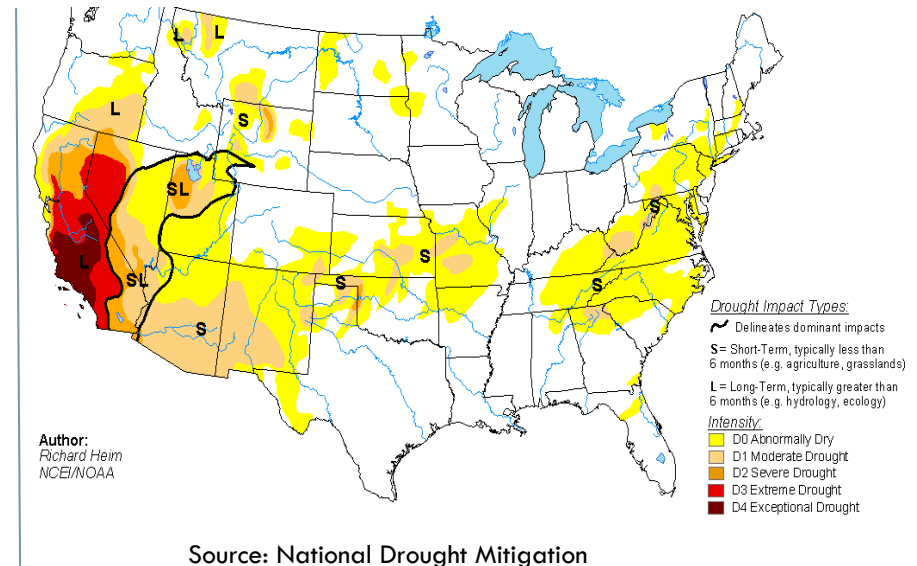 L
L
L
S
SL
S
L
SL
S
S
S
S
Drought Impact Types:
Delineates dominant impacts
S = Short-Term, typically less than
6 months (e.g. agriculture, grasslands)
L = Long-Term, typically greater than
6 months (e.g. hydrology, ecology)
Intensity:
D0 Abnormally Dry
D1 Moderate Drought
D2 Severe Drought
D3 Extreme Drought
D4 Exceptional Drought
Author:
Richard Heim
NCEI/NOAA
Source: National Drought Mitigation